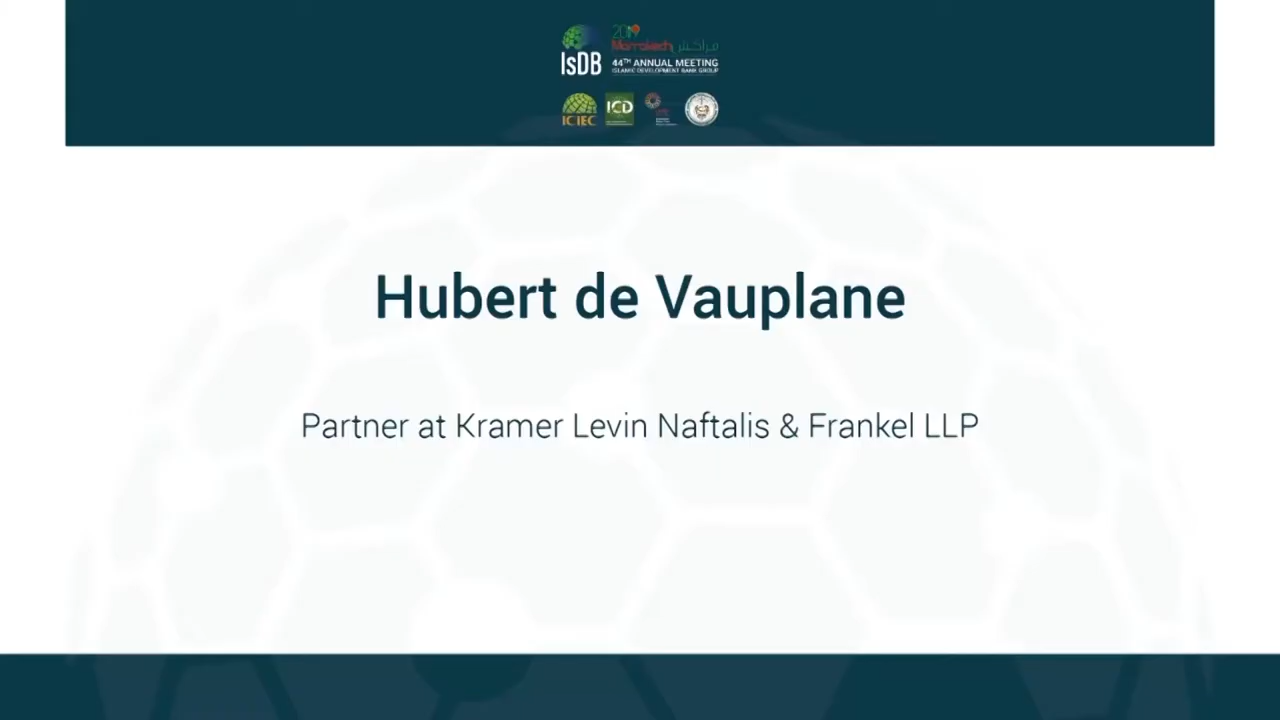 2019
IsDB
Marrakech مراكش
44TH ANNUAL MEETING
ISLAMIC DEVELOPMENT BANK GROUP
ICIEC
ICD
Hubert de Vauplane
Partner at Kramer Levin Naftalis & Frankel LLP